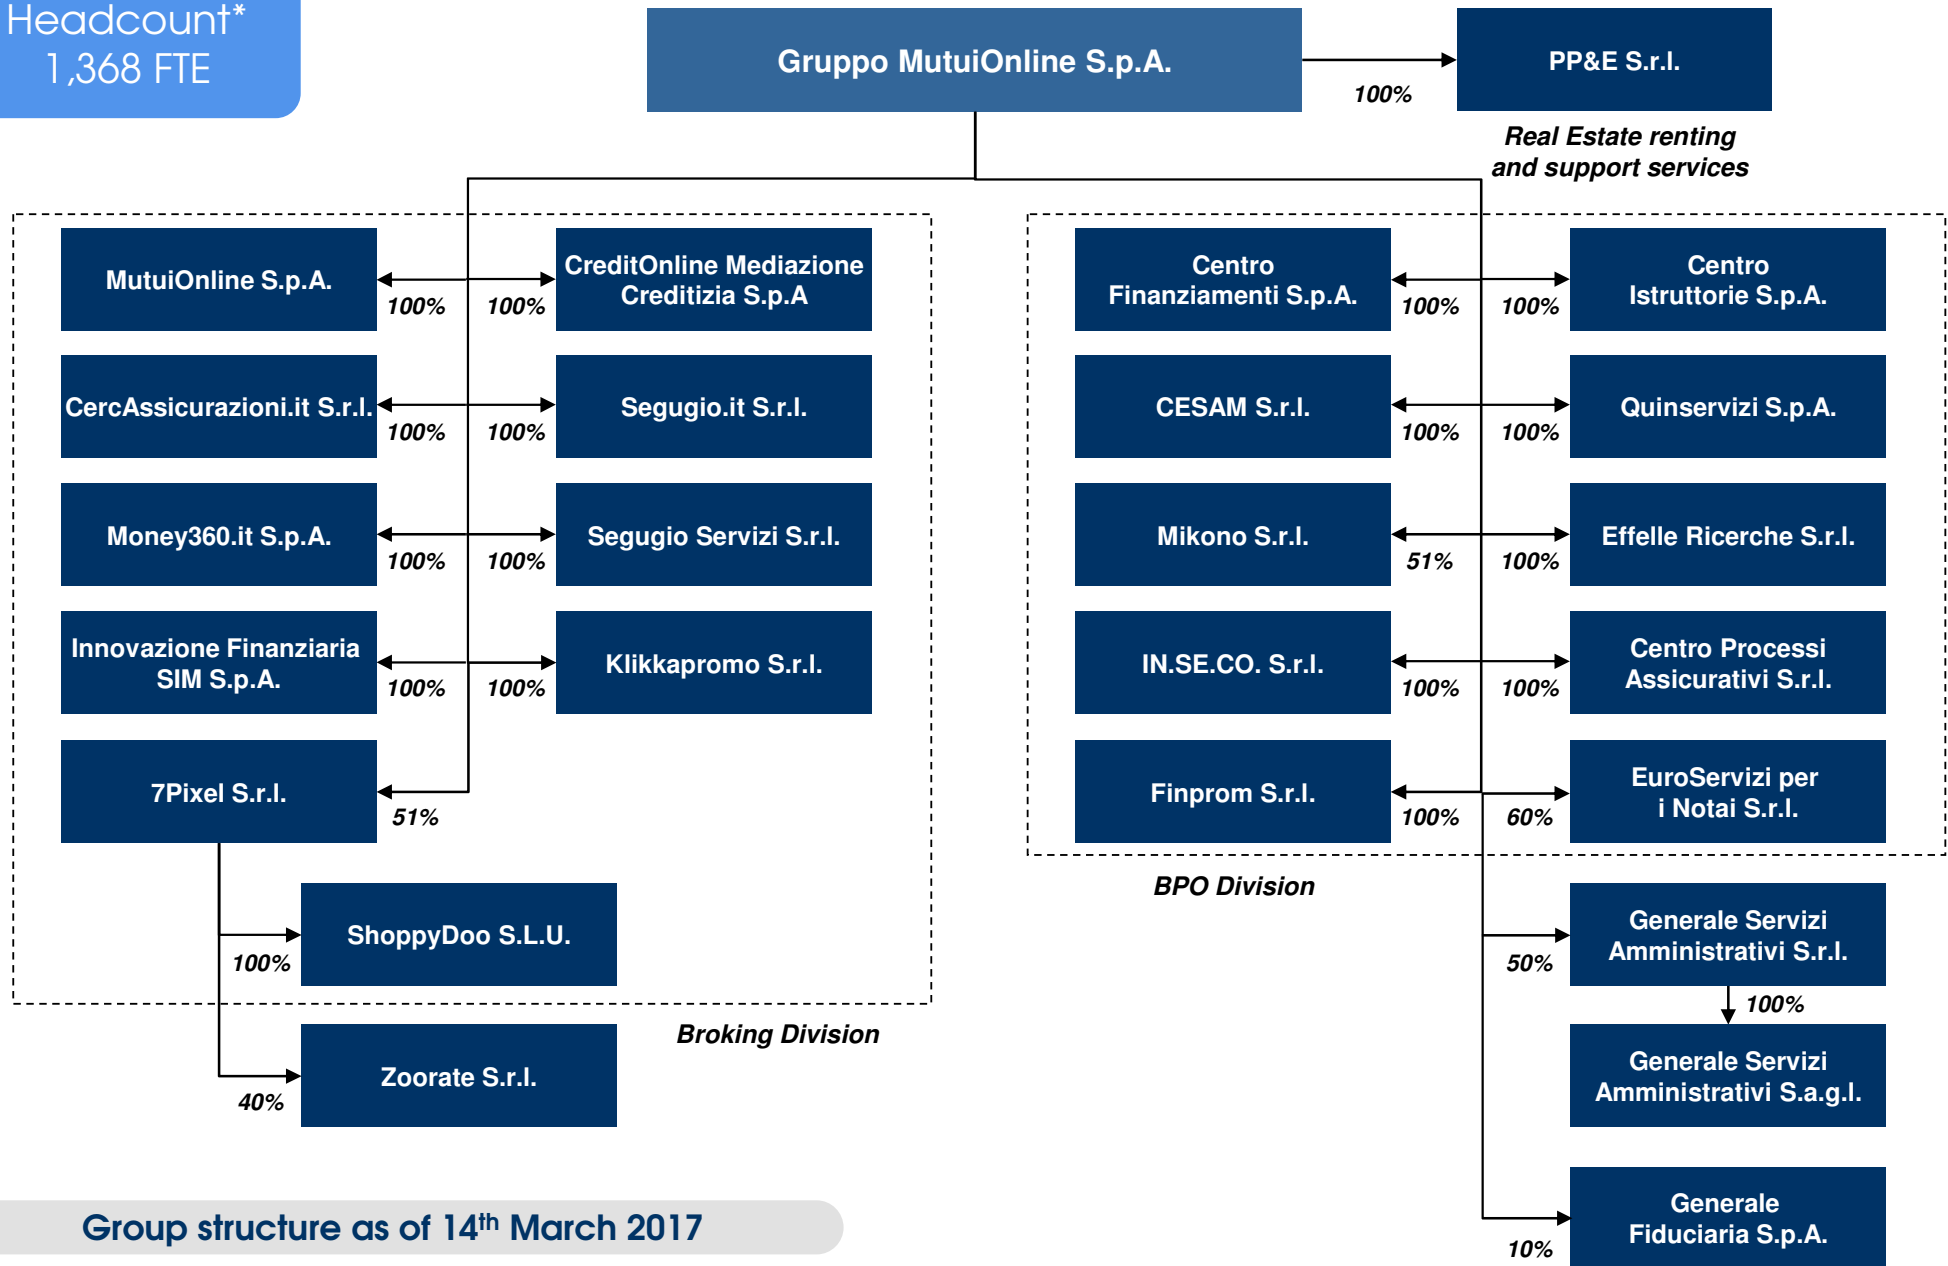 Headcount*
1,368 FTE
Gruppo MutuiOnline S.p.A.
100%
PP&E S.r.l.
Real Estate renting
and support services
MutuiOnline S.p.A.
100%
100%
CreditOnline Mediazione
Creditizia S.p.A
CercAssicurazioni.it S.r.l.
100%
100%
Segugio.it S.r.l.
Money360.it S.p.A.
100%
100%
Segugio Servizi S.r.l.
Innovazione Finanziaria
SIM S.p.A.
100%
100%
Klikkapromo S.r.l.
7Pixel S.r.l.
51%
100%
ShoppyDoo S.L.U.
Broking Division
40%
Zoorate S.r.l.
Centro
Finanziamenti S.p.A.
100%
100%
Centro
Istruttorie S.p.A.
CESAM S.r.l.
100%
100%
Quinservizi S.p.A.
Mikono S.r.l.
51%
100%
Effelle Ricerche S.r.l.
IN.SE.CO. S.r.l.
100%
100%
Centro Processi
Assicurativi S.r.l.
Finprom S.r.l.
100%
60%
EuroServizi per
i Notai S.r.l.
BPO Division
50%
Generale Servizi
Amministrativi S.r.l.
100%
Generale Servizi
Amministrativi S.a.g.l.
10%
Generale
Fiduciaria S.p.A.
Group structure as of 14th March 2017